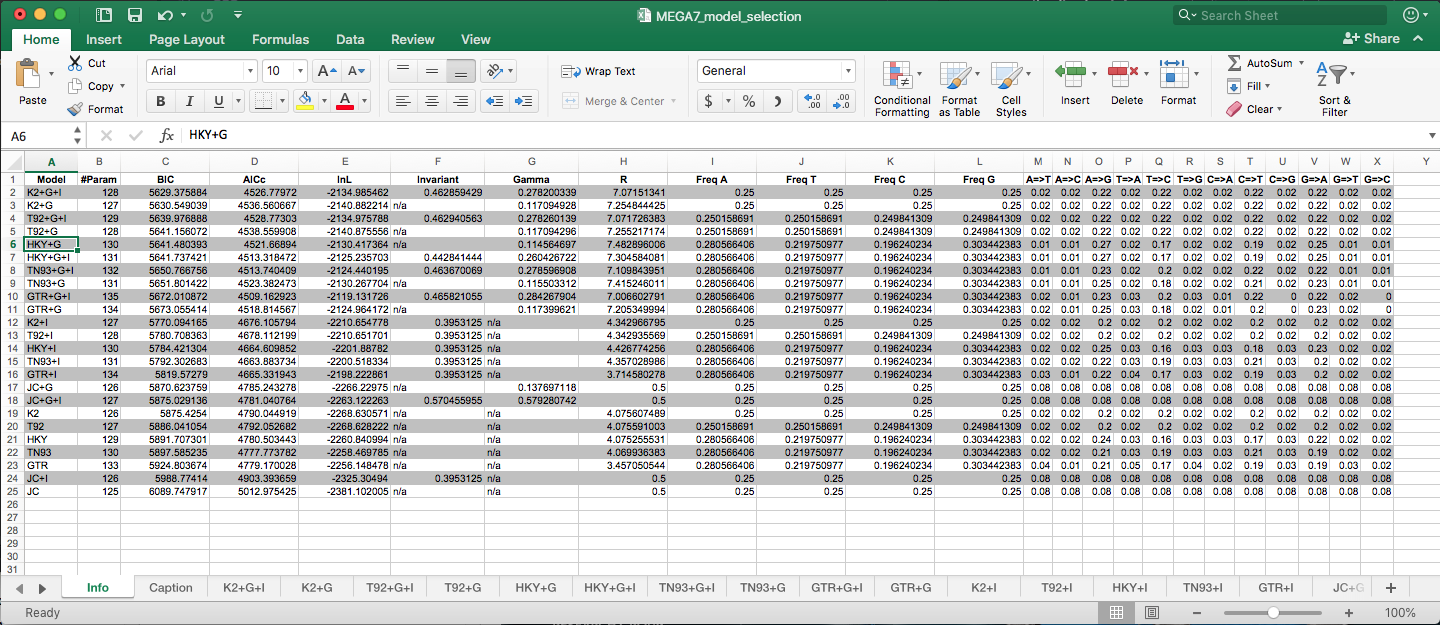 MEGA7_model_selection
Search Sheet
Home Insert Page Layout Formulas Data Review View
Share
Cut
Copy
Format
Paste
Arial 10
B I U
Wrap Text
Merge & Center
General
$ % )
Conditional Formatting
Format as Table
Cell Styles
Insert Delete Format
AutoSum
Fill
Clear
Sort & Filter
A6 fx HKY+G
A B C D E F G H I J K L M N O P Q R S T U V W X Y
1 Model #Param BIC AICc 1 lnL Invariant Gamma R Freq A Freq T Freq C Freq G A=>T A=>C A=>G T=>A T=>C T=>G C=>A C=>T C=>G G=>A G=>T G=>C
2 K2+G+I 128 5629.375884 4526.77972 -2134.985462 0.462859429 0.278200339 7.07151341 0.25 0.25 0.25 0.25 0.02 0.02 0.22 0.02 0.22 0.02 0.02 0.22 0.02 0.22 0.02 0.02
3 K2+G 127 5630.549039 4536.560667 -2140.882214 n/a 0.117094928 7.254844425 0.25 0.25 0.25 0.25 0.02 0.02 0.22 0.02 0.22 0.02 0.02 0.22 0.02 0.22 0.02 0.02
4 T92+G+I 129 5639.976888 4528.77303 -2134.975788 0.462940563 0.278260139 7.071726383 0.250158691 0.250158691 0.249841309 0.249841309 0.02 0.02 0.22 0.02 0.22 0.02 0.02 0.22 0.02 0.22 0.02 0.02
5 T92+G 128 5641.156072 4538.559908 -2140.875556 n/a 0.117094296 7.255217174 0.250158691 0.250158691 0.249841309 0.249841309 0.02 0.02 0.22 0.02 0.22 0.02 0.02 0.22 0.02 0.22 0.02 0.02
6 HKY+G 130 5641.480393 4521.66894 -2130.417364 n/a 0.114564697 7.482896006 0.280566406 0.219750977 0.196240234 0.303442383 0.01 0.01 0.27 0.02 0.17 0.02 0.02 0.19 0.02 0.25 0.01 0.01
7 HKY+G+I 131 5641.737421 4513.318472 -2125.235703 0.442841444 0.260426722 7.304584081 0.280566406 0.219750977 0.196240234 0.303442383 0.01 0.01 0.27 0.02 0.17 0.02 0.02 0.19 0.02 0.25 0.01 0.01
8 TN93+G+I 132 5650.766756 4513.740409 -2124.440195 0.463670069 0.278596908 7.109843951 0.280566406 0.219750977 0.196240234 0.303442383 0.01 0.01 0.23 0.02 0.2 0.02 0.02 0.22 0.02 0.22 0.01 0.01
9 TN93+G 131 5651.801422 4523.382473 -2130.267704 n/a 0.115503312 7.415246011 0.280566406 0.219750977 0.196240234 0.303442383 0.01 0.01 0.25 0.02 0.18 0.02 0.02 0.21 0.02 0.23 0.01 0.01
10 GTR+G+I 135 5672.010872 4509.162923 -2119.131726 0.465821055 0.284267904 7.006602791 0.280566406 0.219750977 0.196240234 0.303442383 0.02 0.01 0.23 0.03 0.2 0.03 0.01 0.22 0 0.22 0.02 0
11 GTR+G 134 5673.055414 4518.814567 -2124.964172 n/a 0.117399621 7.205349994 0.280566406 0.219750977 0.196240234 0.303442383 0.02 0.01 0.25 0.03 0.18 0.02 0.01 0.2 0 0.23 0.02 0
12 K2+I 127 5770.094165 4676.105794 -2210.654778 0.3953125 n/a 4.342966795 0.25 0.25 0.25 0.25 0.02 0.02 0.2 0.02 0.2 0.02 0.02 0.2 0.02 0.2 0.02 0.02
13 T92+I 128 5780.708363 4678.112199 -2210.651701 0.3953125 n/a 4.342935569 0.250158691 0.250158691 0.249841309 0.249841309 0.02 0.02 0.2 0.02 0.2 0.02 0.02 0.2 0.02 0.2 0.02 0.02
14 HKY+I 130 5784.421304 4664.609852 -2201.88782 0.3953125 n/a 4.426774256 0.280566406 0.219750977 0.196240234 0.303442383 0.02 0.02 0.25 0.03 0.16 0.03 0.03 0.18 0.03 0.23 0.02 0.02
15 TN93+I 131 5792.302683 4663.883734 -2200.518334 0.3953125 n/a 4.357028986 0.280566406 0.219750977 0.196240234 0.303442383 0.02 0.02 0.22 0.03 0.19 0.03 0.03 0.21 0.03 0.2 0.02 0.02
16 GTR+I 134 5819.57279 4665.331943 -2198.222861 0.3953125 n/a 3.714580278 0.280566406 0.219750977 0.196240234 0.303442383 0.03 0.01 0.22 0.04 0.17 0.03 0.02 0.19 0.03 0.2 0.02 0.02
17 JC+G 126 5870.623759 4785.243278 -2266.22975 n/a 0.137697118 0.5 0.25 0.25 0.25 0.25 0.08 0.08 0.08 0.08 0.08 0.08 0.08 0.08 0.08 0.08 0.08 0.08
18 JC+G+I 127 5875.029136 4781.040764 -2263.122263 0.570455955 0.579280742 0.5 0.25 0.25 0.25 0.25 0.08 0.08 0.08 0.08 0.08 0.08 0.08 0.08 0.08 0.08 0.08 0.08
19 K2 126 5875.4254 4790.044919 -2268.630571 n/a n/a 4.075607489 0.25 0.25 0.25 0.25 0.02 0.02 0.2 0.02 0.2 0.02 0.02 0.2 0.02 0.2 0.02 0.02
20 T92 127 5886.041054 4792.052682 -2268.628222 n/a n/a 4.075591003 0.250158691 0.250158691 0.249841309 0.249841309 0.02 0.02 0.2 0.02 0.2 0.02 0.02 0.2 0.02 0.2 0.02 0.02
21 HKY 129 5891.707301 4780.503443 -2260.840994 n/a n/a 4.075255531 0.280566406 0.219750977 0.196240234 0.303442383 0.02 0.02 0.24 0.03 0.16 0.03 0.03 0.17 0.03 0.22 0.02 0.02
22 TN93 130 5897.585235 4777.773782 -2258.469785 n/a n/a 4.069936383 0.280566406 0.219750977 0.196240234 0.303442383 0.02 0.02 0.21 0.03 0.19 0.03 0.03 0.21 0.03 0.19 0.02 0.02
23 GTR 133 5924.803674 4779.170028 -2256.148478 n/a n/a 3.457050544 0.280566406 0.219750977 0.196240234 0.303442383 0.04 0.01 0.21 0.05 0.17 0.04 0.02 0.19 0.03 0.19 0.03 0.02
24 JC+I 126 5988.77414 4903.393659 -2325.30494 0.3953125 n/a 0.5 0.25 0.25 0.25 0.25 0.08 0.08 0.08 0.08 0.08 0.08 0.08 0.08 0.08 0.08 0.08 0.08
25 JC 125 6089.747917 5012.975425 -2381.102005 n/a n/a 0.5 0.25 0.25 0.25 0.25 0.08 0.08 0.08 0.08 0.08 0.08 0.08 0.08 0.08 0.08 0.08 0.08
26
27
28
29
30
31
Info Caption K2+G+I K2+G T92+G+I T92+G HKY+G HKY+G+I TN93+G+I TN93+G GTR+G+I GTR+G K2+I T92+I HKY+I TN93+I GTR+I JC+G +
Ready 100%